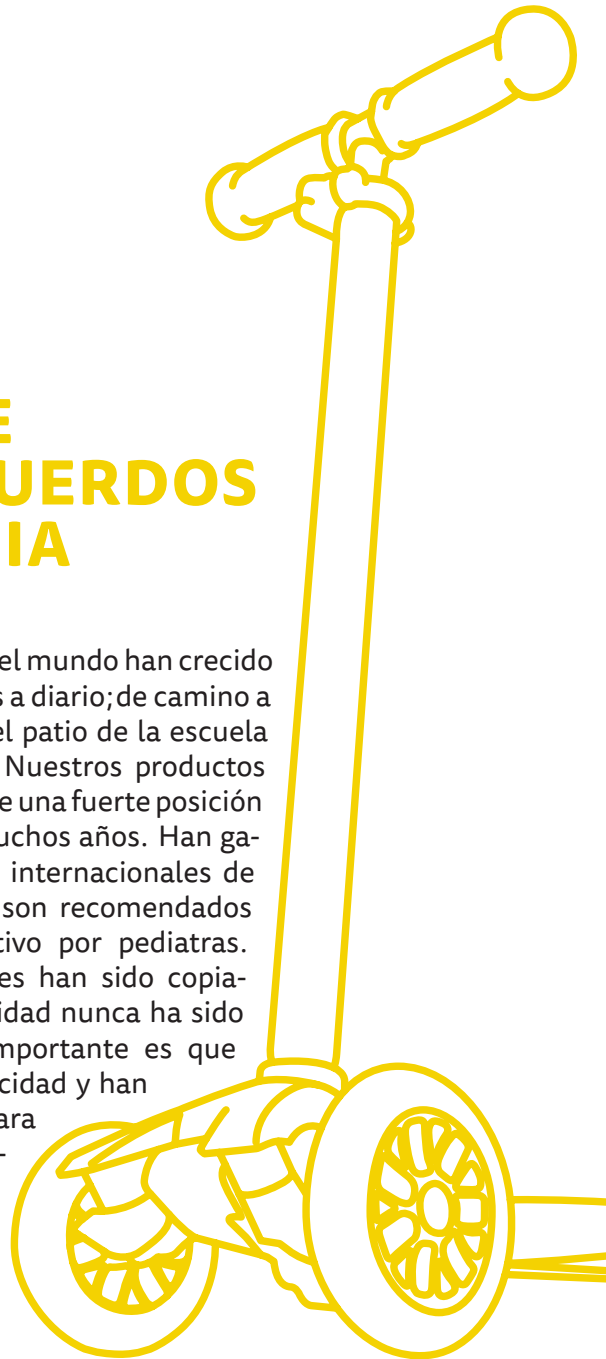 E
UERDOS
IA
el mundo han crecido
s a diario; de camino a
el patio de la escuela
Nuestros productos
e una fuerte posición
uchos años. Han ga-
internacionales de
son recomendados
tivo por pediatras.
es han sido copia-
idad nunca ha sido
mportante es que
cidad y han
ara
-